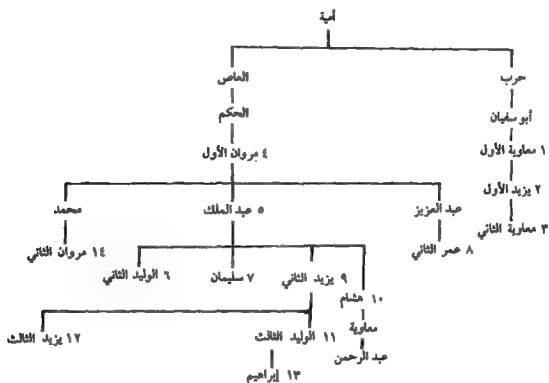 أمية
حرب
العاص
أبو سفيان
الحكم
١ معاوية الأول
٤ مروان الأول
٢ يزيد الأول
عبد العزيز
٥ عبد الملك
محمد
٣ معاوية الثاني
٨ عمر الثاني
١٤ مروان الثاني
١٠ هشام
٩ يزيد الثاني
٧ سليمان
٦ الوليد الثاني
معاوية
عبد الرحمن
١١ الوليد الثالث
١٢ يزيد الثالث
١٣ إبراهيم